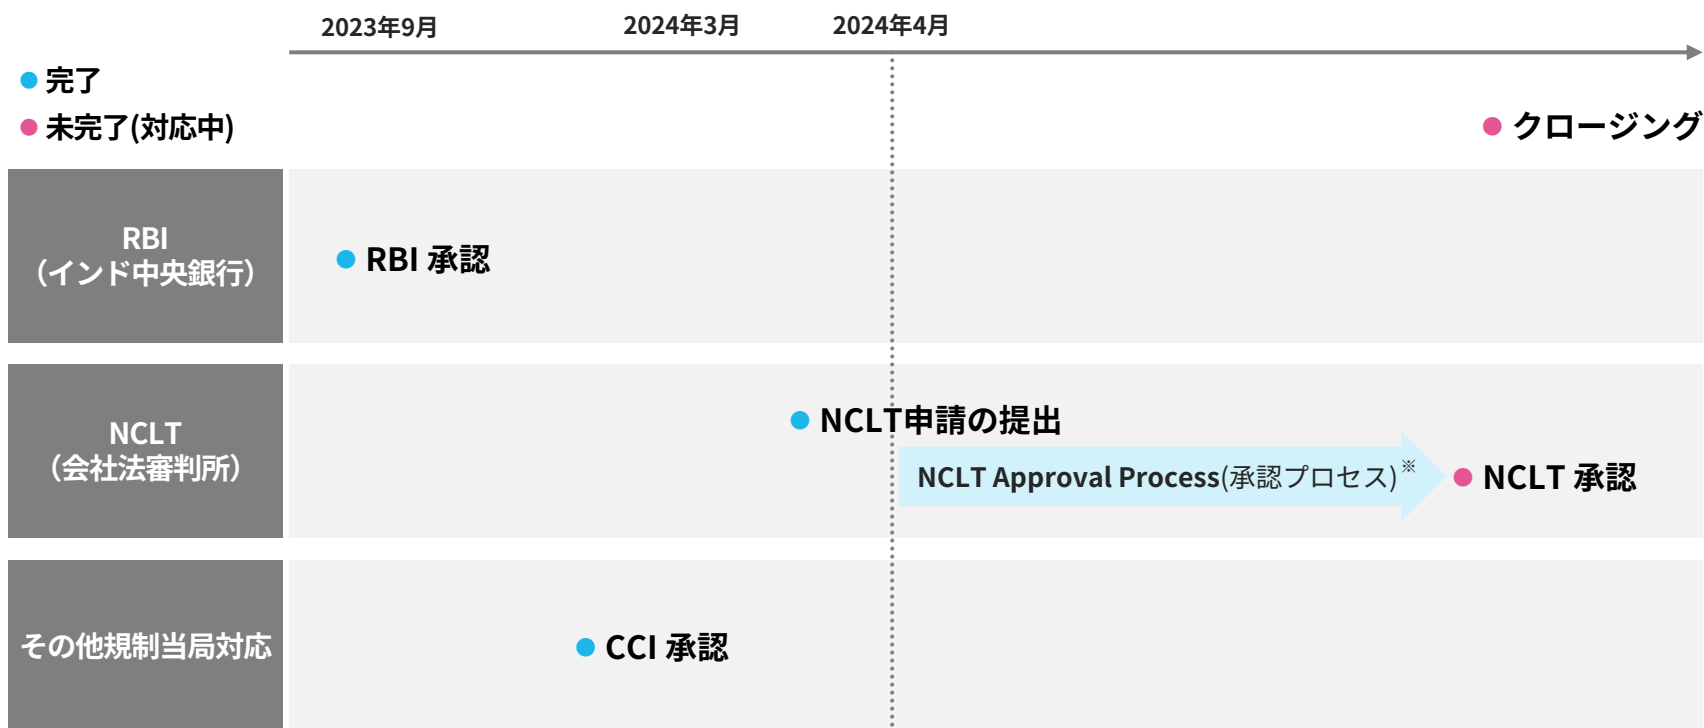 2023年9月
2024年3月
2024年4月
完了
未完了(対応中)
クロージング
RBI
（インド中央銀行）
RBI 承認
NCLT
（会社法審判所）
NCLT申請の提出
NCLT Approval Process(承認プロセス)※
NCLT 承認
その他規制当局対応
CCI 承認